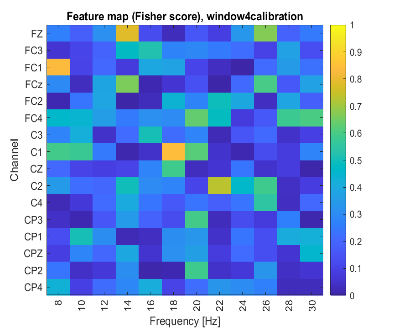 Feature map (Fisher score), window4calibration
FZ
FC3
FC1
FCz
FC2
FC4
C3
C1
CZ
C2
C4
CP3
CP1
CPZ
CP2
CP4
Channel
8 10 12 14 16 18 20 22 24 26 28 30
Frequency [Hz]
1
0.9
0.8
0.7
0.6
0.5
0.4
0.3
0.2
0.1
0